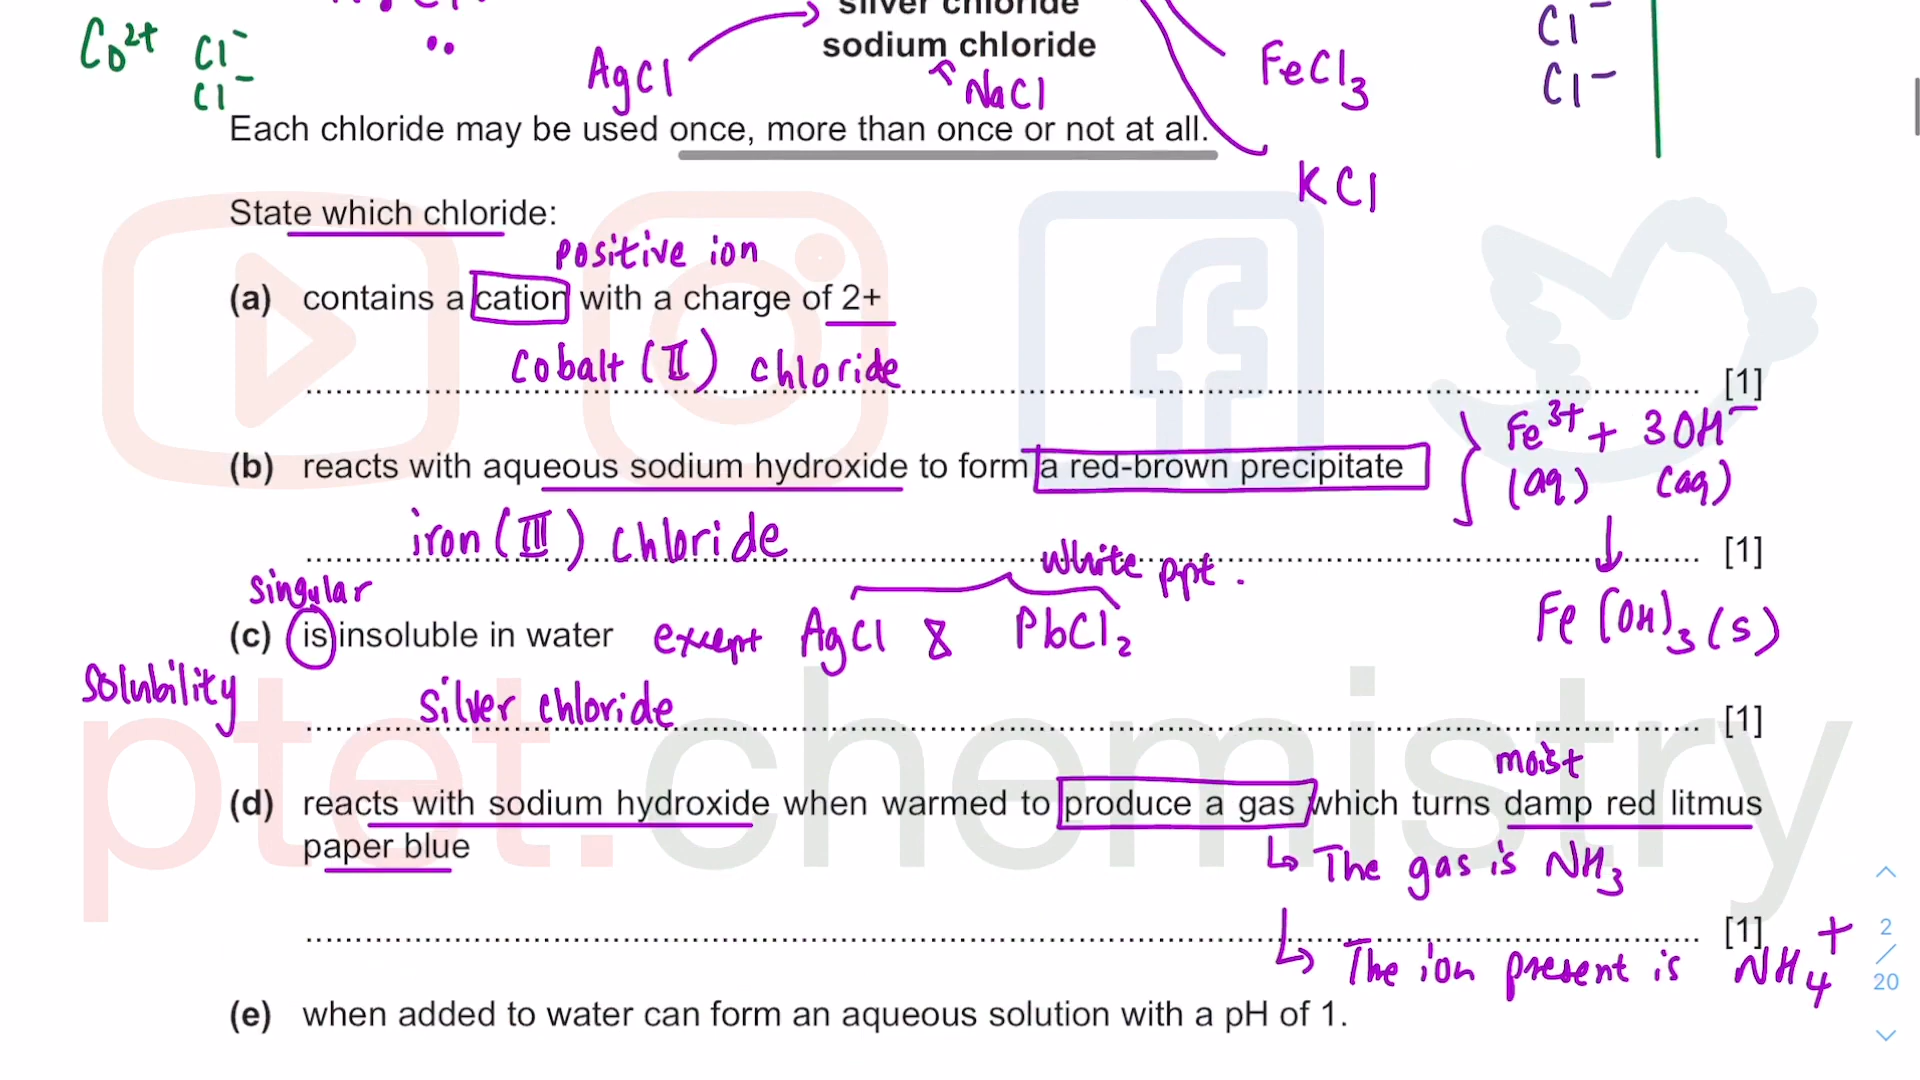 silver chloride
Co2+ Cl-
Cl-
sodium chloride
AgCl
NaCl
FeCl3
Cl-
Cl-
Each chloride may be used once, more than once or not at all.
KCl
State which chloride:
positive ion
(a) contains a cation with a charge of 2+
cobalt (II) chloride
[1]
(b) reacts with aqueous sodium hydroxide to form a red-brown precipitate
Fe3+ + 3OH-
(aq) (aq)
iron (III) chloride
[1]
white ppt.
singular
(c) is insoluble in water except AgCl & PbCl2
Fe(OH)3(s)
solubility
silver chloride
[1]
moist
(d) reacts with sodium hydroxide when warmed to produce a gas which turns damp red litmus
paper blue
The gas is NH3
[1]
The ion present is NH4+
(e) when added to water can form an aqueous solution with a pH of 1.
ptet.chemistry
2
/
20